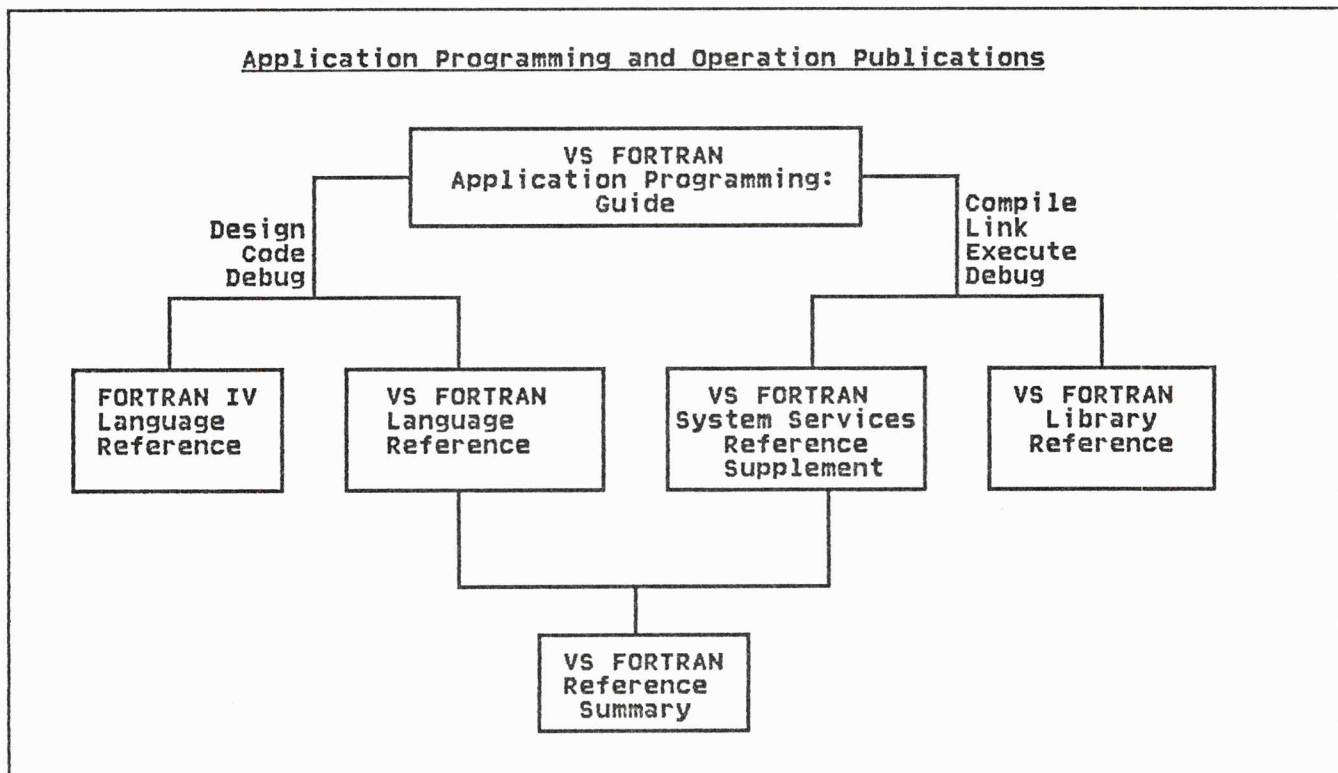 Application Programming and Operation Publications
VS FORTRAN
Application Programming:
Guide
Design
Code
Debug
Compile
Link
Execute
Debug
FORTRAN IV
Language
Reference
VS FORTRAN
Language
Reference
VS FORTRAN
System Services
Reference
Supplement
VS FORTRAN
Library
Reference
VS FORTRAN
Reference
Summary